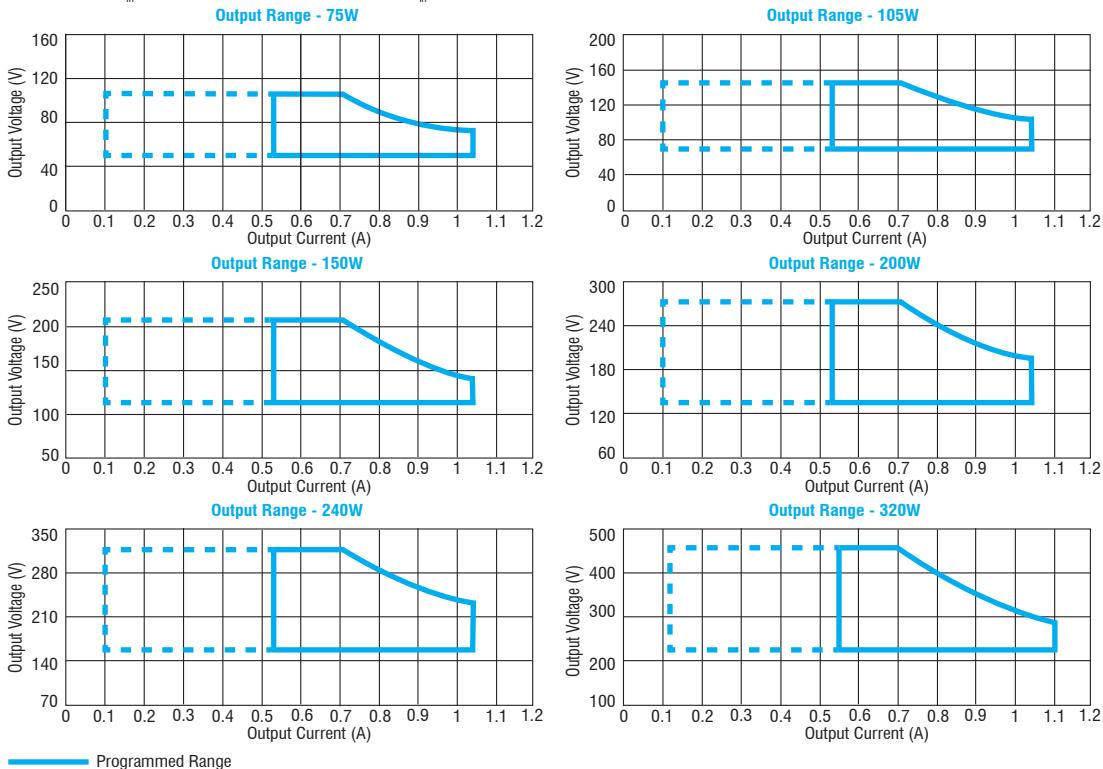 Output Range - 75W
Output Voltage (V)
160
120
80
40
0
0 0.1 0.2 0.3 0.4 0.5 0.6 0.7 0.8 0.9 1 1.1 1.2
Output Current (A)
Output Range - 105W
Output Voltage (V)
200
160
120
80
40
0
0 0.1 0.2 0.3 0.4 0.5 0.6 0.7 0.8 0.9 1 1.1 1.2
Output Current (A)
Output Range - 150W
Output Voltage (V)
250
200
150
100
50
0 0.1 0.2 0.3 0.4 0.5 0.6 0.7 0.8 0.9 1 1.1 1.2
Output Current (A)
Output Range - 200W
Output Voltage (V)
300
240
180
120
60
0 0.1 0.2 0.3 0.4 0.5 0.6 0.7 0.8 0.9 1 1.1 1.2
Output Current (A)
Output Range - 240W
Output Voltage (V)
350
280
210
140
70
0 0.1 0.2 0.3 0.4 0.5 0.6 0.7 0.8 0.9 1 1.1 1.2
Output Current (A)
Output Range - 320W
Output Voltage (V)
500
400
300
200
100
0 0.1 0.2 0.3 0.4 0.5 0.6 0.7 0.8 0.9 1 1.1 1.2
Output Current (A)
Programmed Range